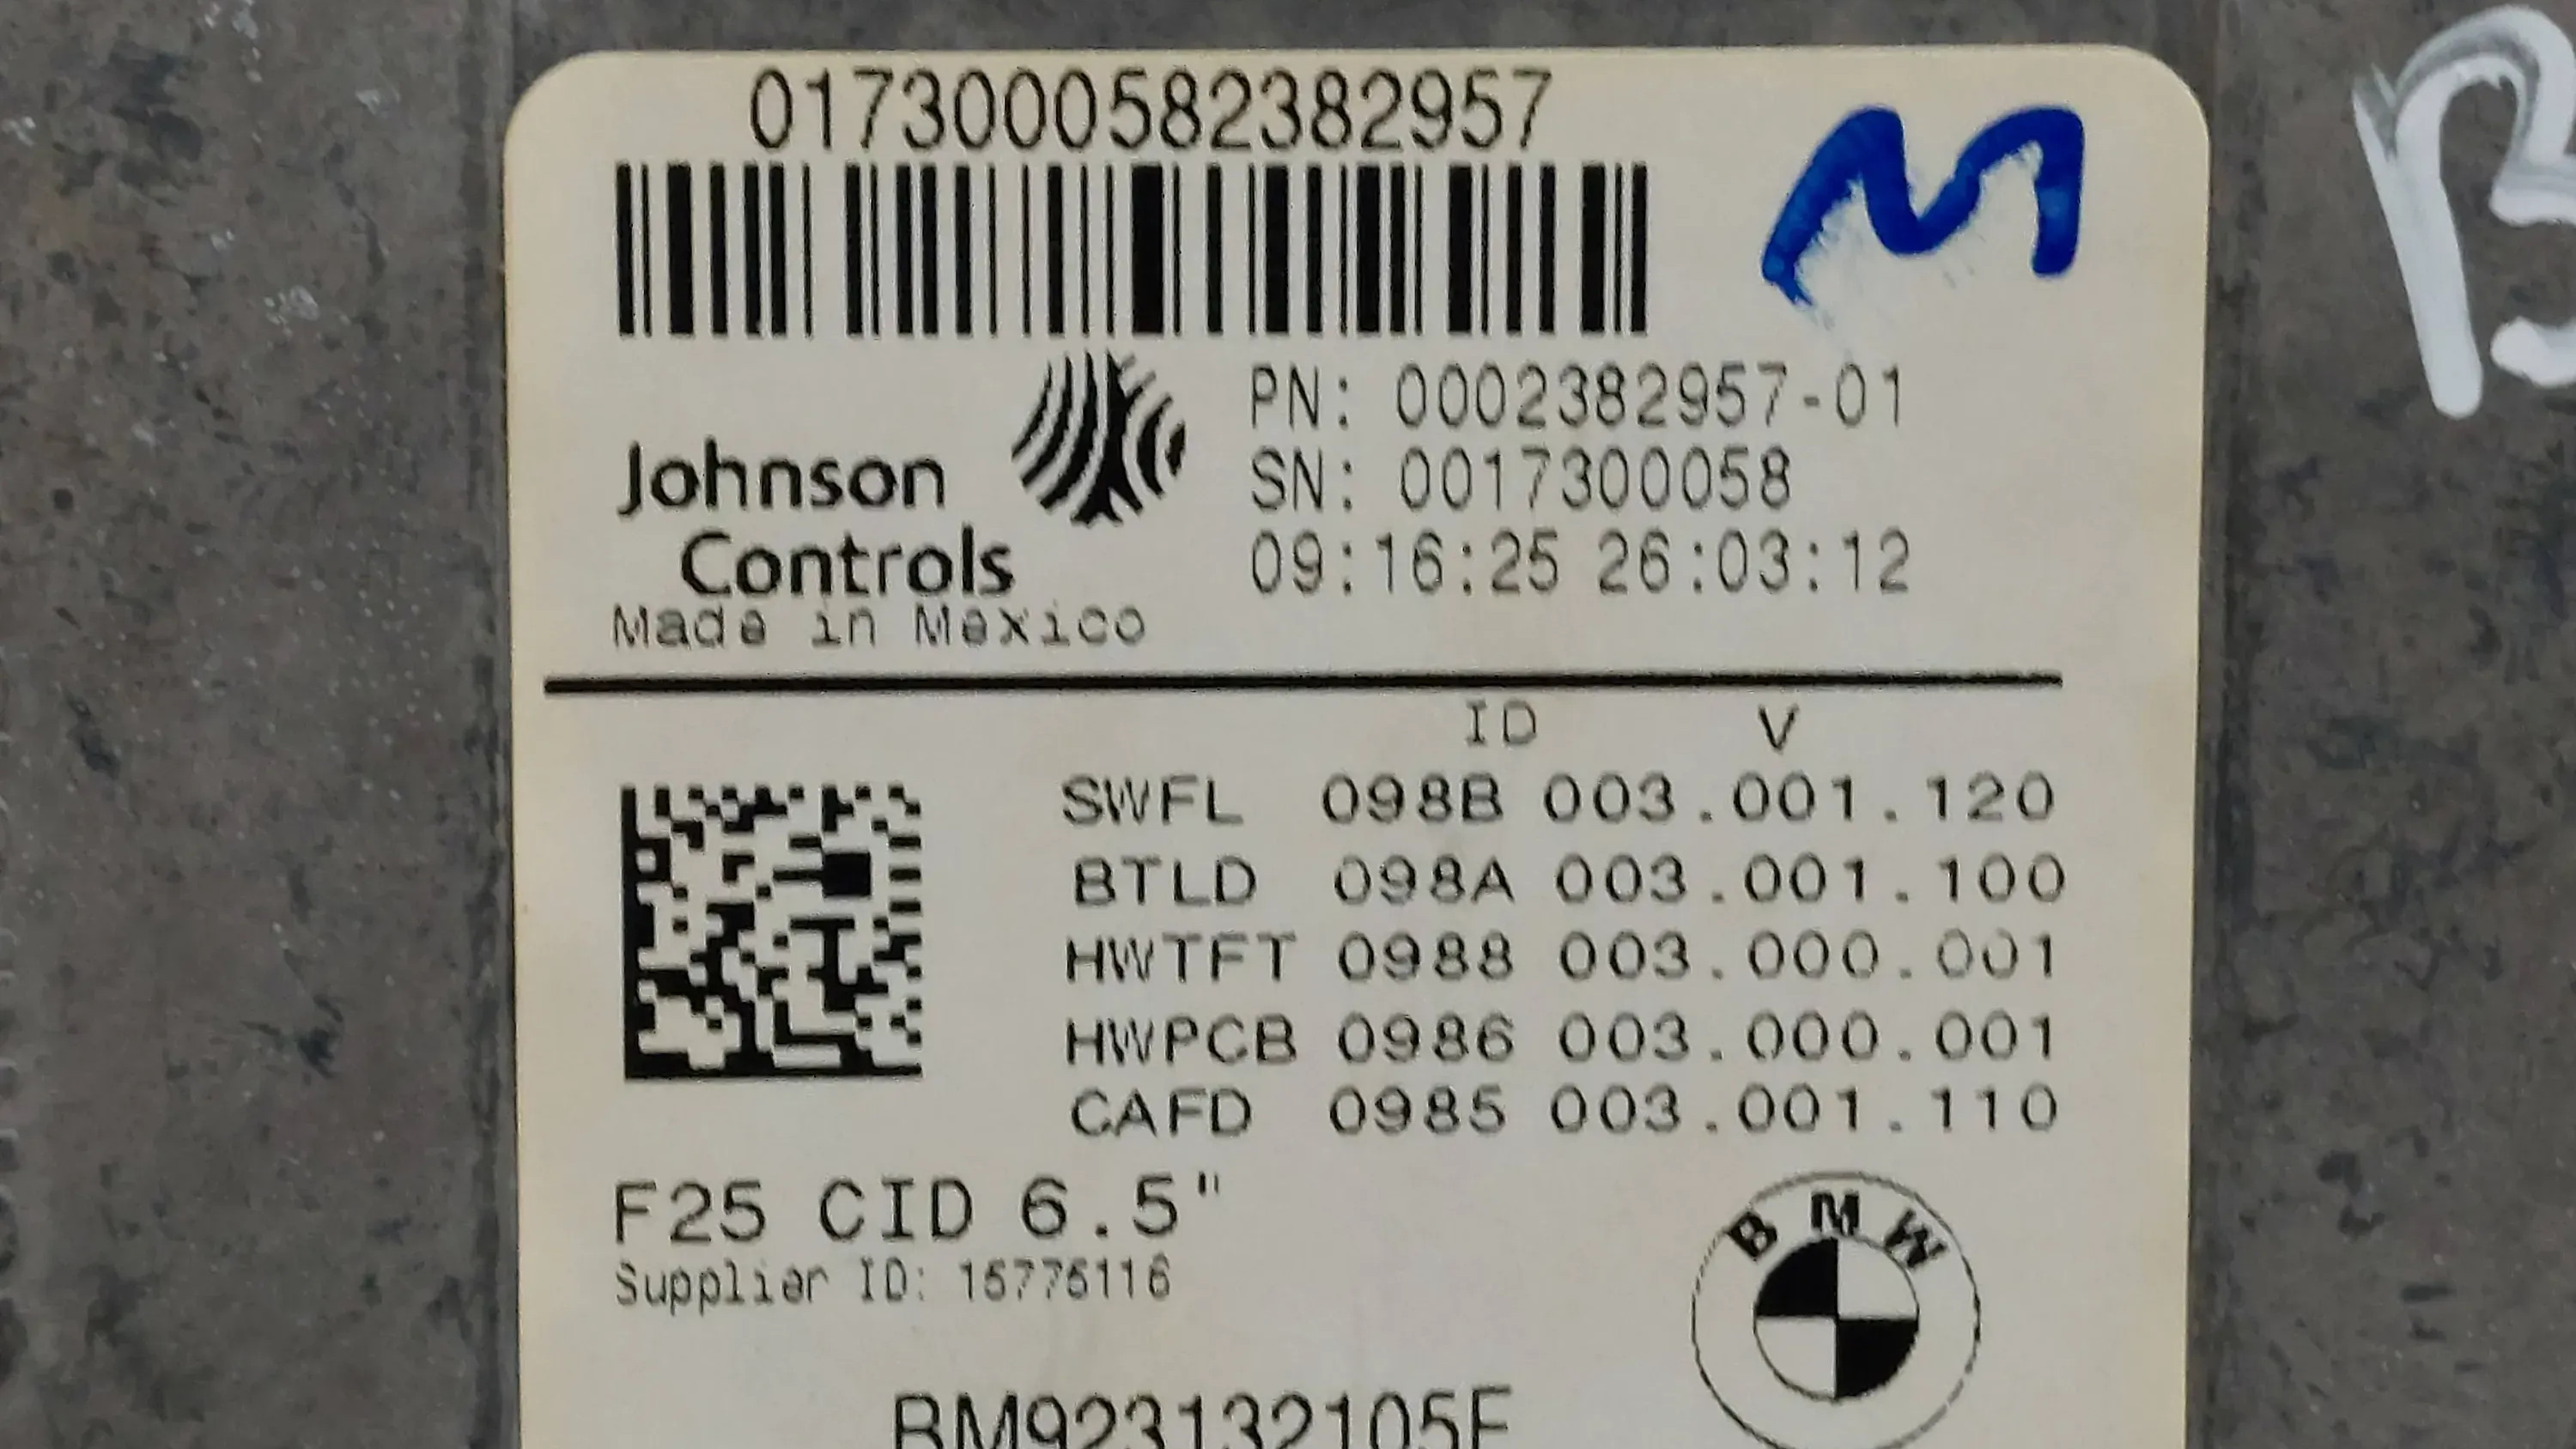 0173000582382957
M
B
Johnson
Controls
Made in Mexico
PN: 0002382957-01
SN: 0017300058
09:16:25 26:03:12
ID V
SWFL 098B 003.001.120
BTLD 098A 003.001.100
HWTFT 0988 003.000.001
HWPCB 0986 003.000.001
CAFD 0985 003.001.110
F25 CID 6.5"
Supplier ID: 15775116
BMW